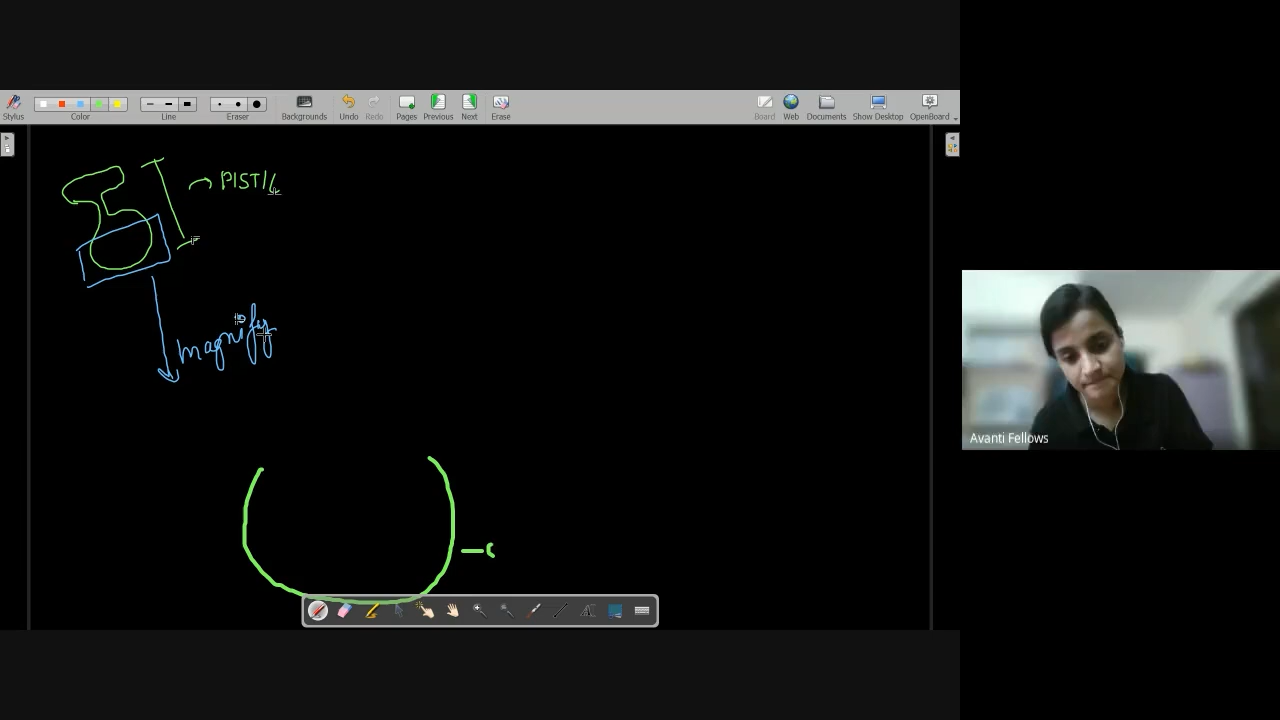 Stylus
Color
Line
Eraser
Backgrounds
Undo
Redo
Pages
Previous
Next
Erase
Board
Web
Documents
Show Desktop
OpenBoard
PISTIL
magnify
Avanti Fellows